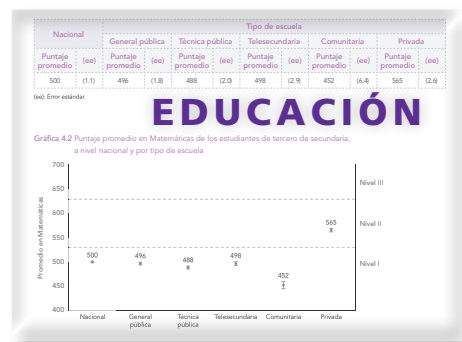 Nacional
Tipo de escuela
General pública Técnica pública Telesecundaria Comunitaria Privada
Puntaje promedio (ee) Puntaje promedio (ee) Puntaje promedio (ee) Puntaje promedio (ee) Puntaje promedio (ee) Puntaje promedio (ee)
500 (1.1) 496 (1.8) 488 (2.0) 498 (2.9) 452 (6.4) 565 (2.6)
(ee): Error estándar.
EDUCACIÓN
Gráfica 4.2 Puntaje promedio en Matemáticas de los estudiantes de tercero de secundaria,
a nivel nacional y por tipo de escuela
Promedio en Matemáticas
700
650
Nivel III
600
Nivel II
565
550
500
496
488
498
500
Nivel I
452
450
400
Nacional General pública Técnica pública Telesecundaria Comunitaria Privada